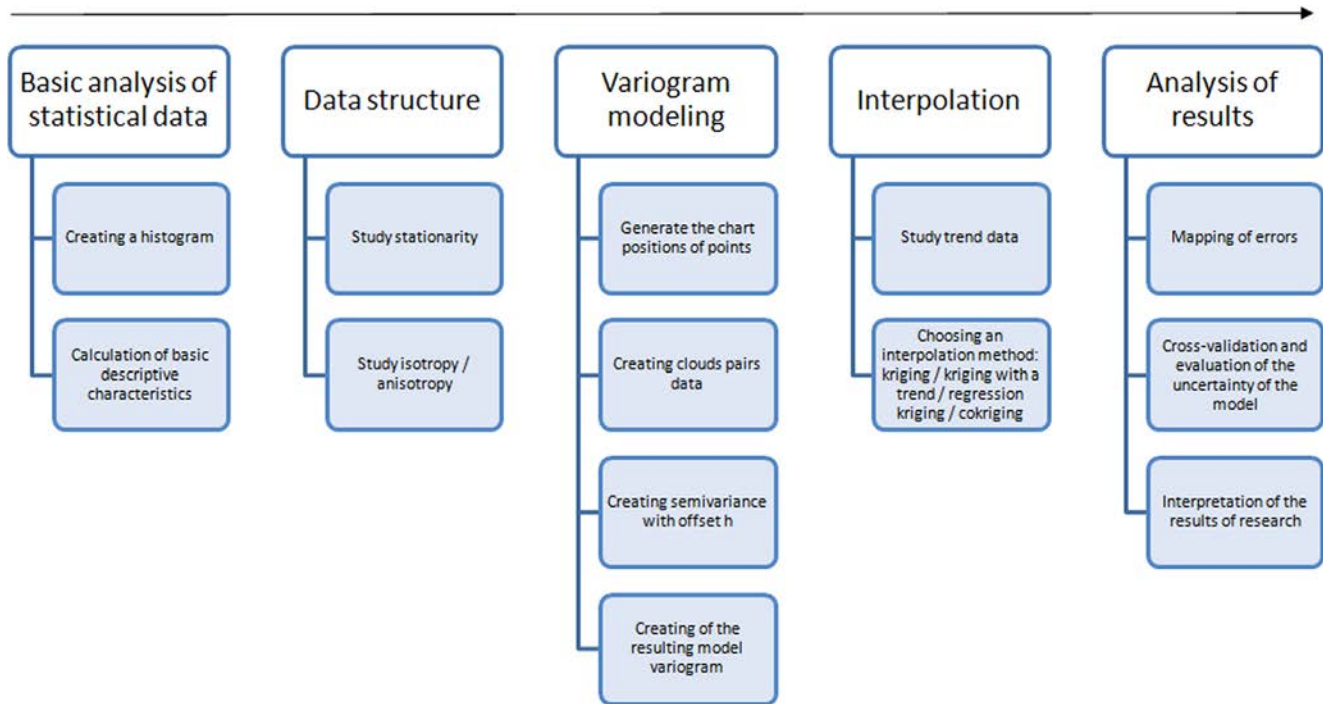 Basic analysis of
statistical data
Creating a histogram
Calculation of basic
descriptive
characteristics
Data structure
Study stationarity
Study isotropy /
anisotropy
Variogram
modeling
Generate the chart
positions of points
Creating clouds pairs
data
Creating semivariance
with offset h
Creating of the
resulting model
variogram
Interpolation
Study trend data
Choosing an
interpolation method:
kriging / kriging with a
trend / regression
kriging / cokriging
Analysis of
results
Mapping of errors
Cross-validation and
evaluation of the
uncertainty of the
model
Interpretation of the
results of research